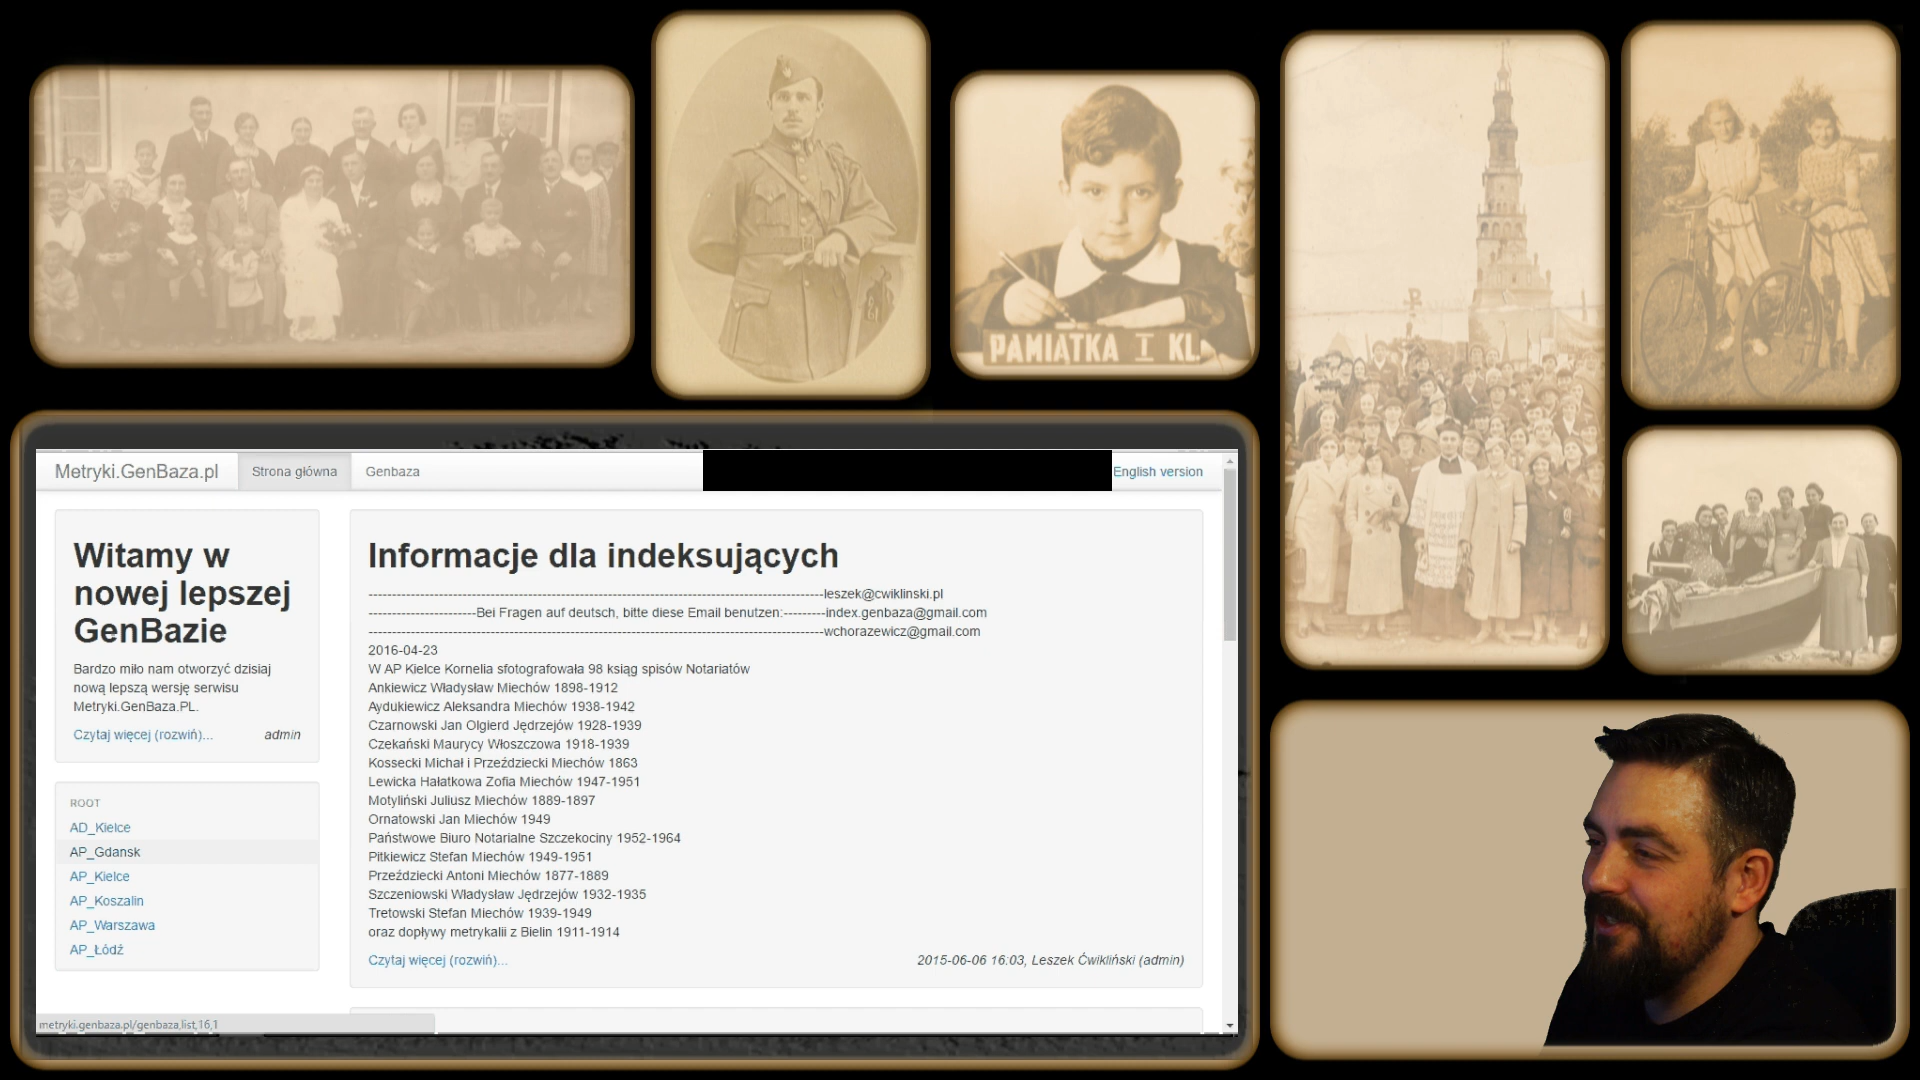 PAMIĄTKA I KL.
Metryki.GenBaza.pl
Strona główna
Genbaza
English version
Witamy w
nowej lepszej
GenBazie
Bardzo miło nam otworzyć dzisiaj
nową lepszą wersję serwisu
Metryki.GenBaza.PL.
Czytaj więcej (rozwiń)... admin
ROOT
AD_Kielce
AP_Gdansk
AP_Kielce
AP_Koszalin
AP_Warszawa
AP_Łódź
Informacje dla indeksujących
--------------------------------------------------------------------------------------------------leszek@cwiklinski.pl
-----------------------Bei Fragen auf deutsch, bitte diese Email benutzen:---------index.genbaza@gmail.com
--------------------------------------------------------------------------------------------------wchorazewicz@gmail.com
2016-04-23
W AP Kielce Kornelia sfotografowała 98 ksiąg spisów Notariatów
Ankiewicz Władysław Miechów 1898-1912
Aydukiewicz Aleksandra Miechów 1938-1942
Czarnowski Jan Olgierd Jędrzejów 1928-1939
Czekański Maurycy Włoszczowa 1918-1939
Kossecki Michał i Przeździecki Miechów 1863
Lewicka Hałatkowa Zofia Miechów 1947-1951
Motyliński Juliusz Miechów 1889-1897
Ornatowski Jan Miechów 1949
Państwowe Biuro Notarialne Szczekociny 1952-1964
Pitkiewicz Stefan Miechów 1949-1951
Przeździecki Antoni Miechów 1877-1889
Szczeniowski Władysław Jędrzejów 1932-1935
Tretowski Stefan Miechów 1939-1949
oraz dopływy metrykalii z Bielin 1911-1914
Czytaj więcej (rozwiń)... 2015-06-06 16:03, Leszek Ćwikliński (admin)
metryki.genbaza.pl/genbaza,list,16,1